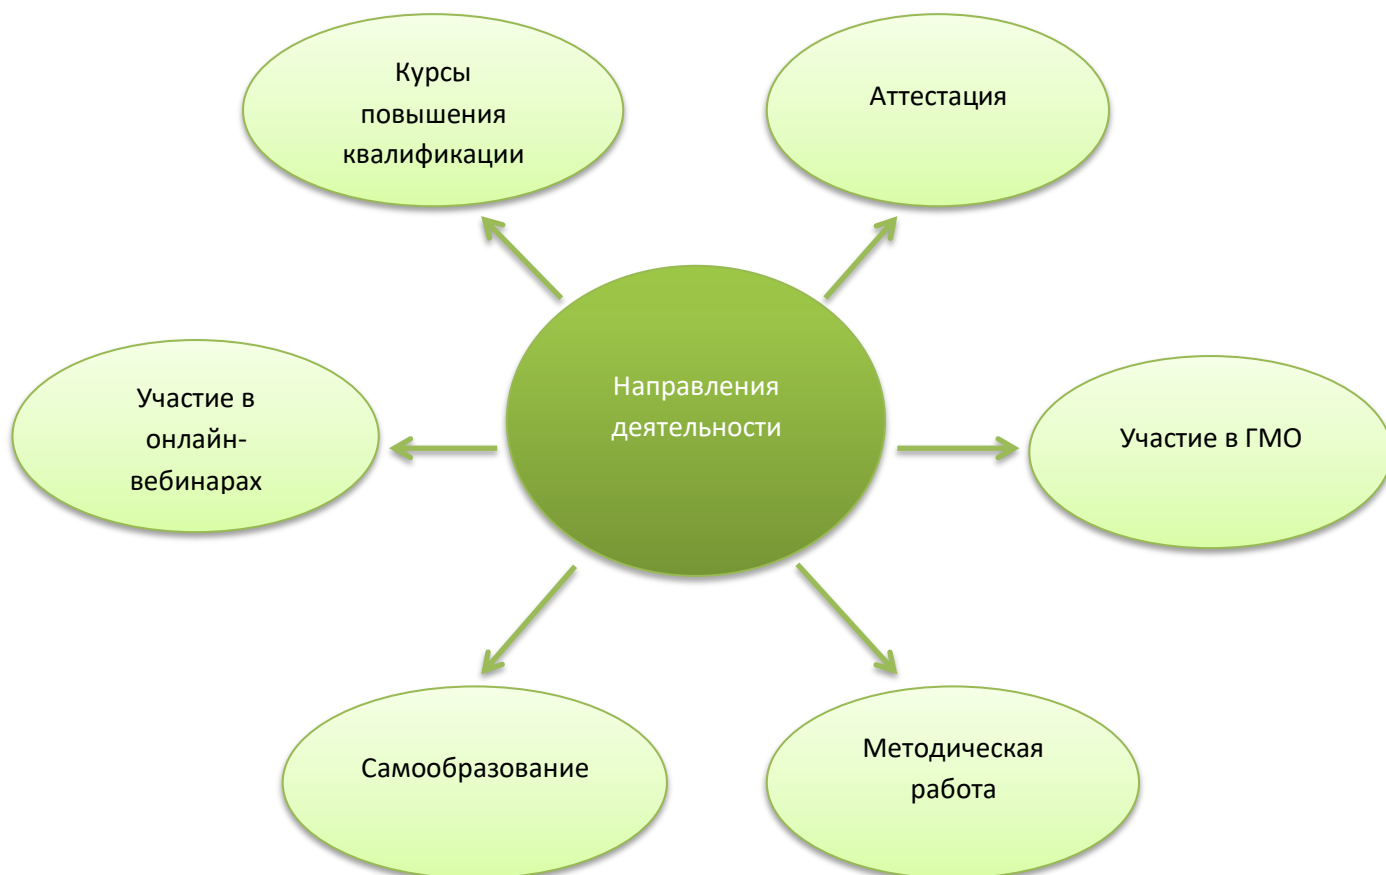 Курсы
повышения
квалификации
Аттестация
Направления
деятельности
Участие в
онлайн-
вебинарах
Участие в ГМО
Самообразование
Методическая
работа